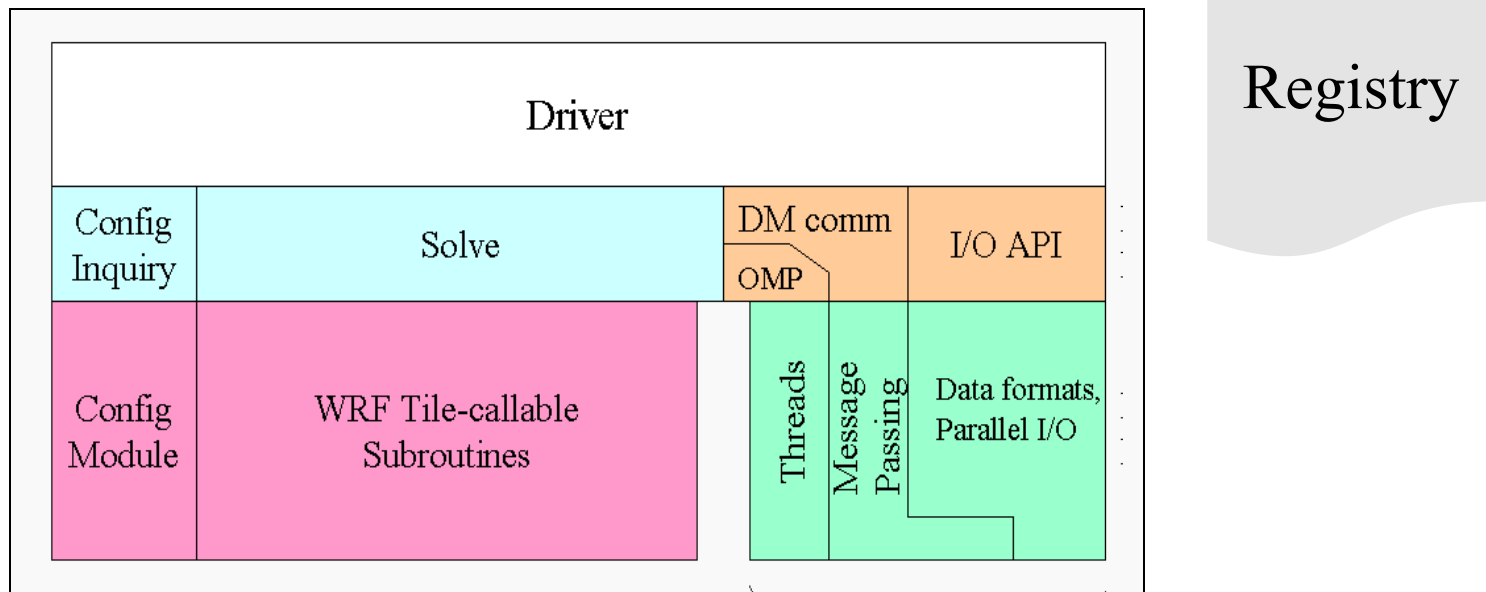 Registry
Driver
Config
Inquiry
Solve
DM comm
OMP
I/O API
Config
Module
WRF Tile-callable
Subroutines
Threads
Message
Passing
Data formats,
Parallel I/O